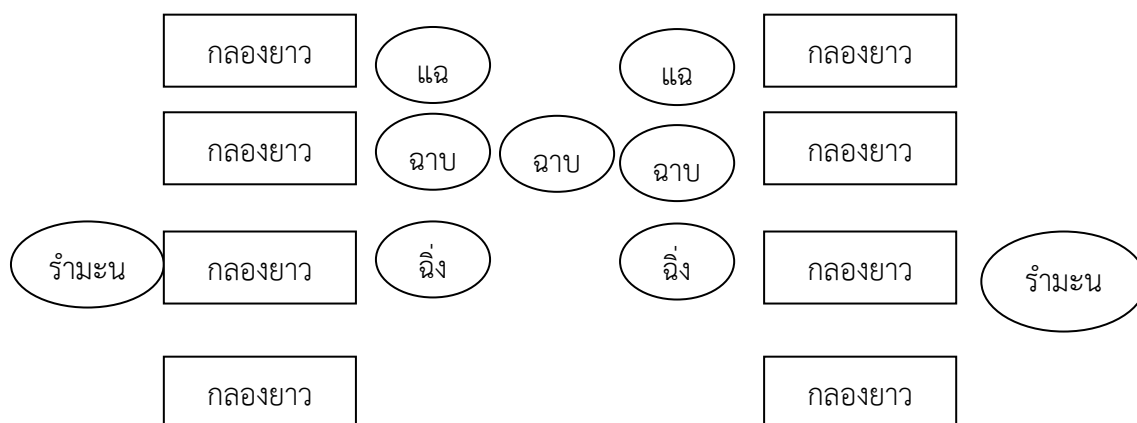 กลองยาว แฉ แฉ กลองยาว
กลองยาว ฉาบ ฉาบ ฉาบ กลองยาว
รำมะน กลองยาว ฉิ่ง ฉิ่ง กลองยาว รำมะน
กลองยาว กลองยาว